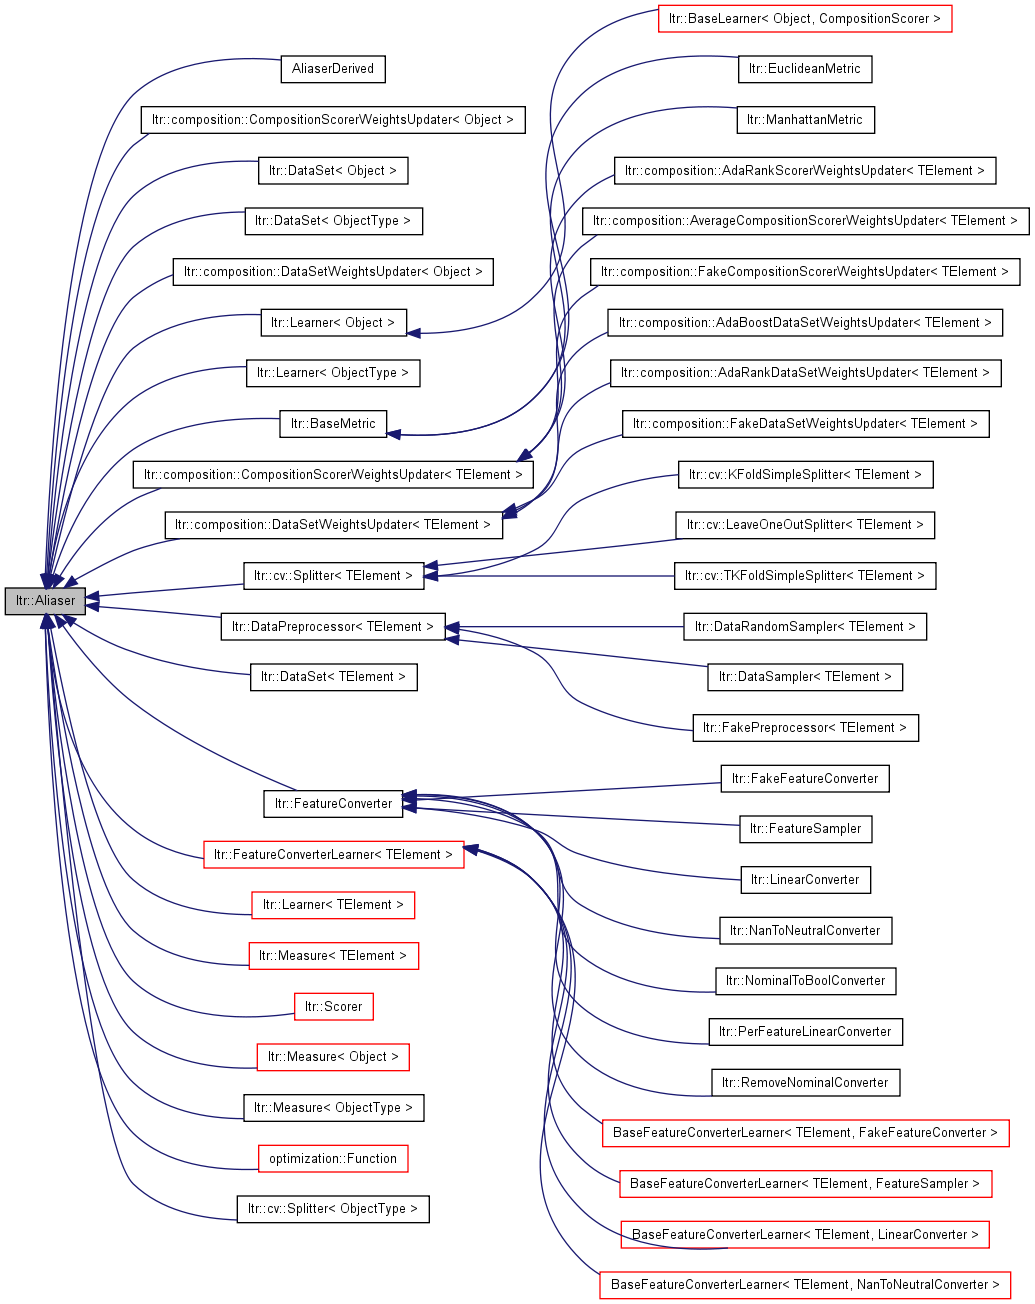 ltr::BaseLearner< Object, CompositionScorer >
AliaserDerived
ltr::EuclideanMetric
ltr::composition::CompositionScorerWeightsUpdater< Object >
ltr::ManhattanMetric
ltr::DataSet< Object >
ltr::composition::AdaRankScorerWeightsUpdater< TElement >
ltr::DataSet< ObjectType >
ltr::composition::AverageCompositionScorerWeightsUpdater< TElement >
ltr::composition::DataSetWeightsUpdater< Object >
ltr::composition::FakeCompositionScorerWeightsUpdater< TElement >
ltr::Learner< Object >
ltr::composition::AdaBoostDataSetWeightsUpdater< TElement >
ltr::Learner< ObjectType >
ltr::composition::AdaRankDataSetWeightsUpdater< TElement >
ltr::BaseMetric
ltr::composition::FakeDataSetWeightsUpdater< TElement >
ltr::composition::CompositionScorerWeightsUpdater< TElement >
ltr::cv::KFoldSimpleSplitter< TElement >
ltr::composition::DataSetWeightsUpdater< TElement >
ltr::cv::LeaveOneOutSplitter< TElement >
ltr::cv::Splitter< TElement >
ltr::cv::TKFoldSimpleSplitter< TElement >
ltr::Aliaser
ltr::DataPreprocessor< TElement >
ltr::DataRandomSampler< TElement >
ltr::DataSet< TElement >
ltr::DataSampler< TElement >
ltr::FakePreprocessor< TElement >
ltr::FakeFeatureConverter
ltr::FeatureConverter
ltr::FeatureSampler
ltr::FeatureConverterLearner< TElement >
ltr::LinearConverter
ltr::Learner< TElement >
ltr::NanToNeutralConverter
ltr::Measure< TElement >
ltr::NominalToBoolConverter
ltr::Scorer
ltr::PerFeatureLinearConverter
ltr::Measure< Object >
ltr::RemoveNominalConverter
ltr::Measure< ObjectType >
BaseFeatureConverterLearner< TElement, FakeFeatureConverter >
optimization::Function
BaseFeatureConverterLearner< TElement, FeatureSampler >
ltr::cv::Splitter< ObjectType >
BaseFeatureConverterLearner< TElement, LinearConverter >
BaseFeatureConverterLearner< TElement, NanToNeutralConverter >